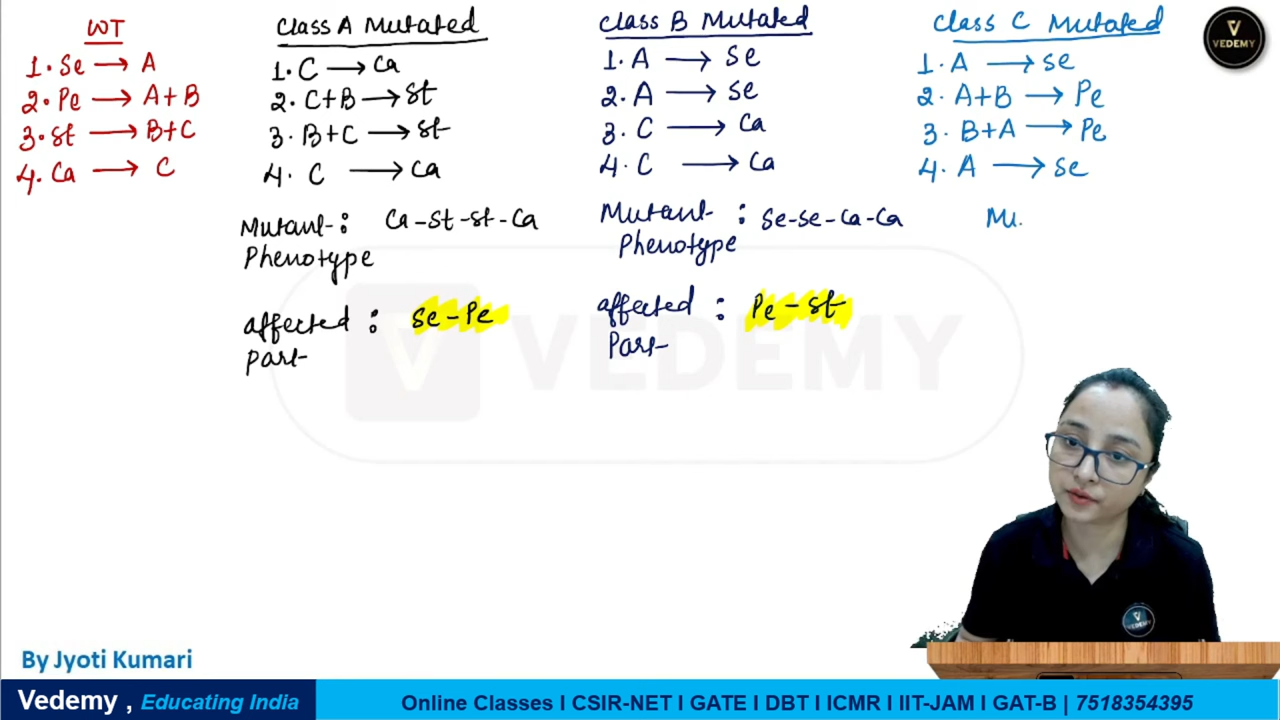 WT
1. Se → A
2. Pe → A+B
3. St → B+C
4. Ca → C
Class A Mutated
1. C → Ca
2. C+B → St
3. B+C → St
4. C → Ca
Mutant : Ca-St-St-Ca
Phenotype
affected : Se-Pe
Part
Class B Mutated
1. A → Se
2. A → Se
3. C → Ca
4. C → Ca
Mutant : Se-Se-Ca-Ca
Phenotype
affected : Pe-St
Part
Class C Mutated
1. A → Se
2. A+B → Pe
3. B+A → Pe
4. A → Se
Mu
VEDEMY
VEDEMY
VEDEMY
By Jyoti Kumari
Vedemy , Educating India
Online Classes I CSIR-NET I GATE I DBT I ICMR I IIT-JAM I GAT-B | 7518354395